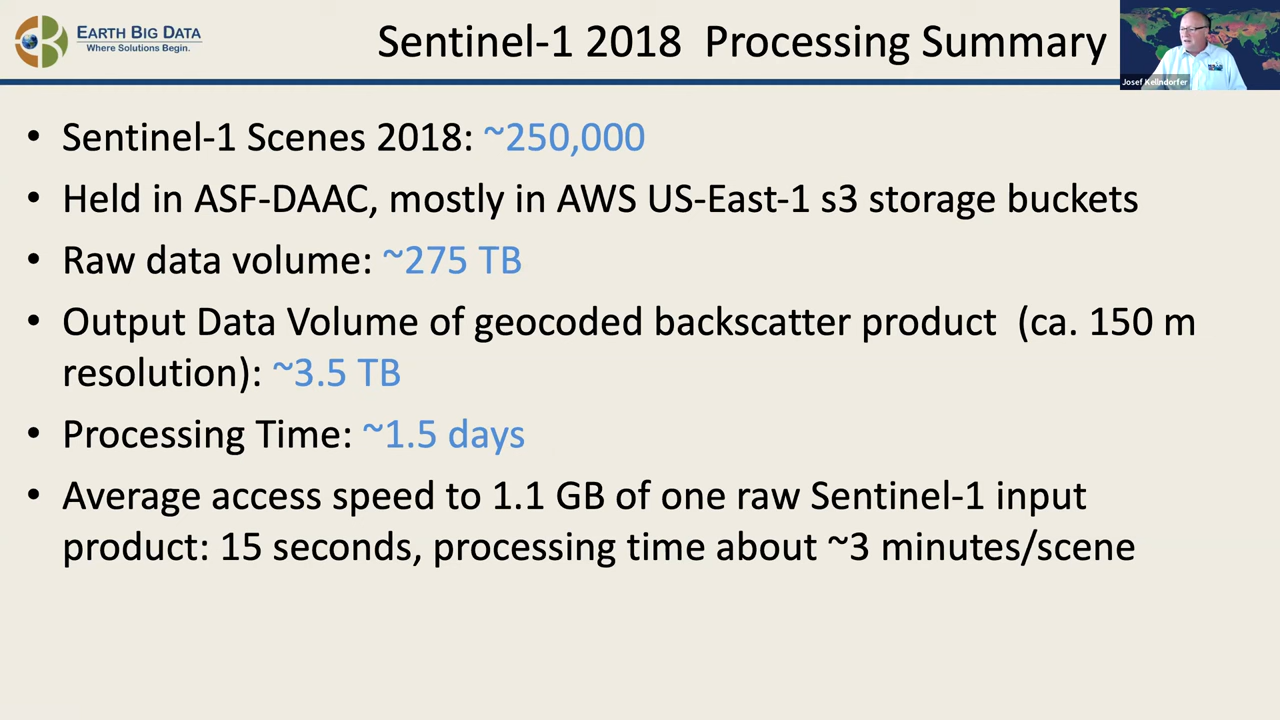 EARTH BIG DATA
Where Solutions Begin.
Sentinel-1 2018 Processing Summary
Josef Kellndorfer
• Sentinel-1 Scenes 2018: ~250,000
• Held in ASF-DAAC, mostly in AWS US-East-1 s3 storage buckets
• Raw data volume: ~275 TB
• Output Data Volume of geocoded backscatter product (ca. 150 m
resolution): ~3.5 TB
• Processing Time: ~1.5 days
• Average access speed to 1.1 GB of one raw Sentinel-1 input
product: 15 seconds, processing time about ~3 minutes/scene